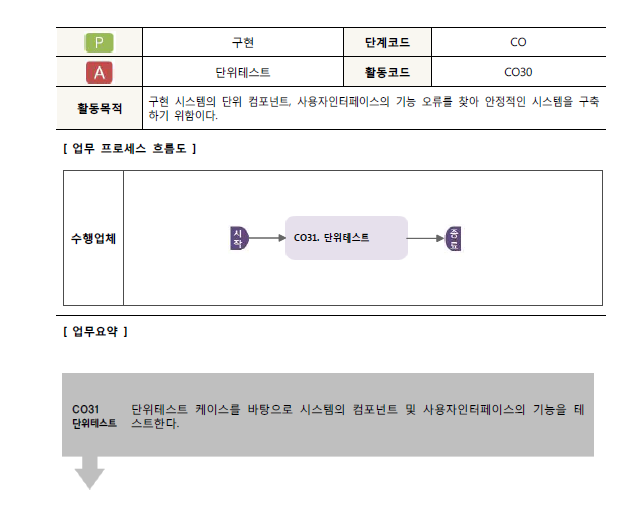 P 구현 단계코드 CO
A 단위테스트 활동코드 CO30
활동목적 구현 시스템의 단위 컴포넌트, 사용자인터페이스의 기능 오류를 찾아 안정적인 시스템을 구축
하기 위함이다.
[ 업무 프로세스 흐름도 ]
수행업체
시작
CO31. 단위테스트
종료
[ 업무요약 ]
CO31 단위테스트 케이스를 바탕으로 시스템의 컴포넌트 및 사용자인터페이스의 기능을 테
단위테스트 스트한다.